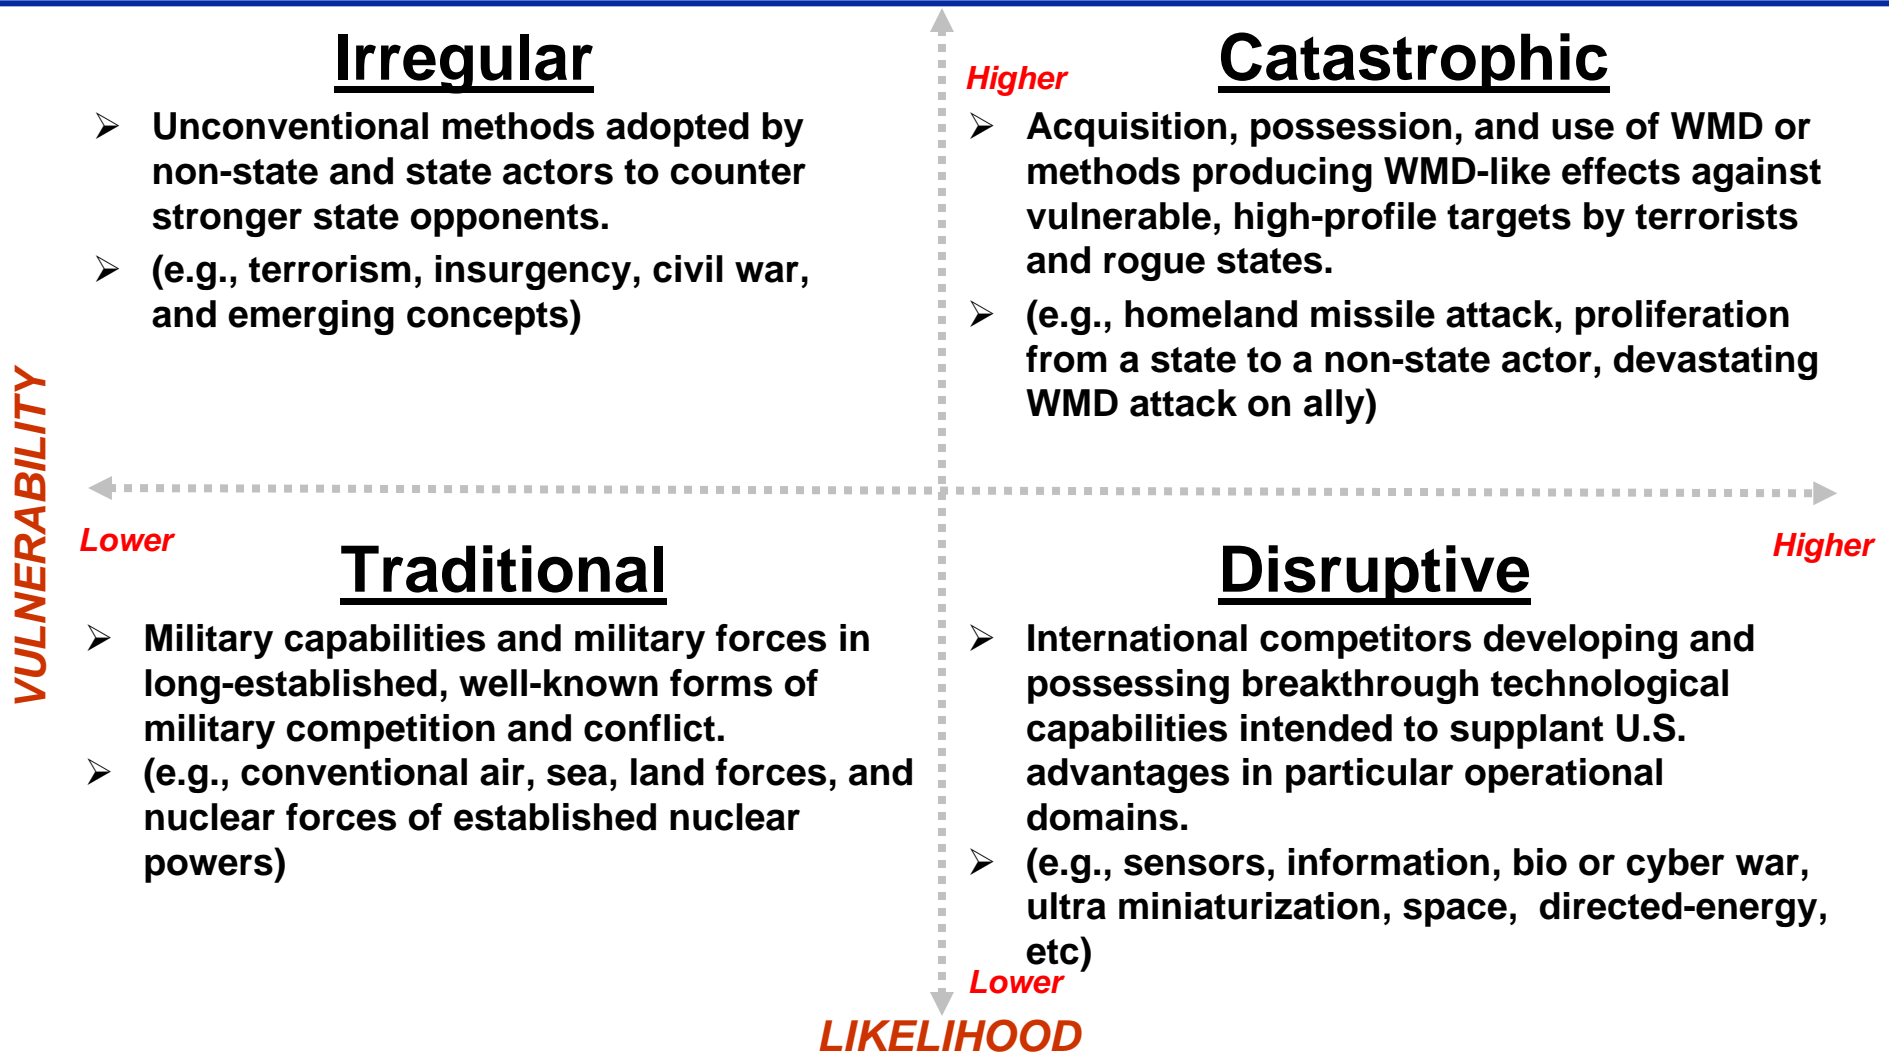 Irregular
➢ Unconventional methods adopted by
non-state and state actors to counter
stronger state opponents.
➢ (e.g., terrorism, insurgency, civil war,
and emerging concepts)
Higher
Catastrophic
➢ Acquisition, possession, and use of WMD or
methods producing WMD-like effects against
vulnerable, high-profile targets by terrorists
and rogue states.
➢ (e.g., homeland missile attack, proliferation
from a state to a non-state actor, devastating
WMD attack on ally)
VULNERABILITY
Lower
Higher
Traditional
➢ Military capabilities and military forces in
long-established, well-known forms of
military competition and conflict.
➢ (e.g., conventional air, sea, land forces, and
nuclear forces of established nuclear
powers)
Disruptive
➢ International competitors developing and
possessing breakthrough technological
capabilities intended to supplant U.S.
advantages in particular operational
domains.
➢ (e.g., sensors, information, bio or cyber war,
ultra miniaturization, space,  directed-energy,
etc)
Lower
LIKELIHOOD